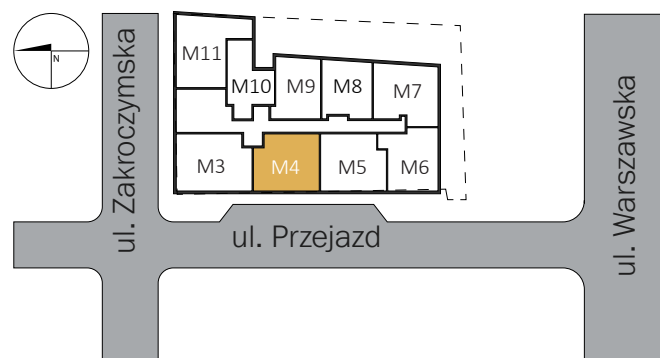 N
M11
M10
M9
M8
M7
M3
M4
M5
M6
ul. Zakroczymska
ul. Przejazd
ul. Warszawska